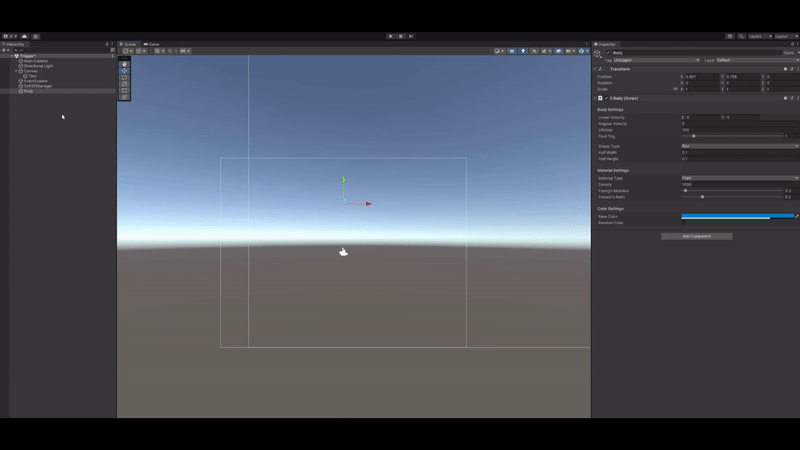 Layers
Layout
Hierarchy
Scene
Game
Inspector
Trigger*
Main Camera
Directional Light
Canvas
Text
EventSystem
Body
Body
Tag Untagged
Layer Default
Transform
Position X 0.001 Y 0.798 Z 0
Rotation X 0 Y 0 Z 0
Scale X 1 Y 1 Z 1
E Body (Script)
Body Settings
Linear Velocity X 0 Y 0
Angular Velocity 0
Lifetime
Fluid Tag 1
Shape Type Box
Half Width 0.1
Half Height 0.1
Material Settings
Material Type Fluid
Density 1000
Young's Modulus 0.3
Poisson's Ratio 0.2
Color Settings
Base Color
Random Color
Add Component